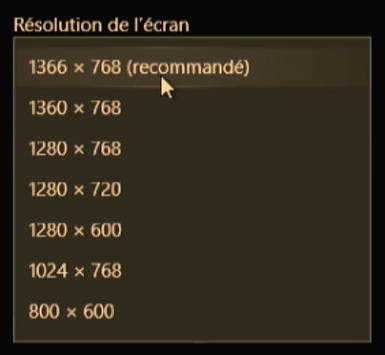 Résolution de l'écran
1366 × 768 (recommandé)
1360 × 768
1280 × 768
1280 × 720
1280 × 600
1024 × 768
800 × 600